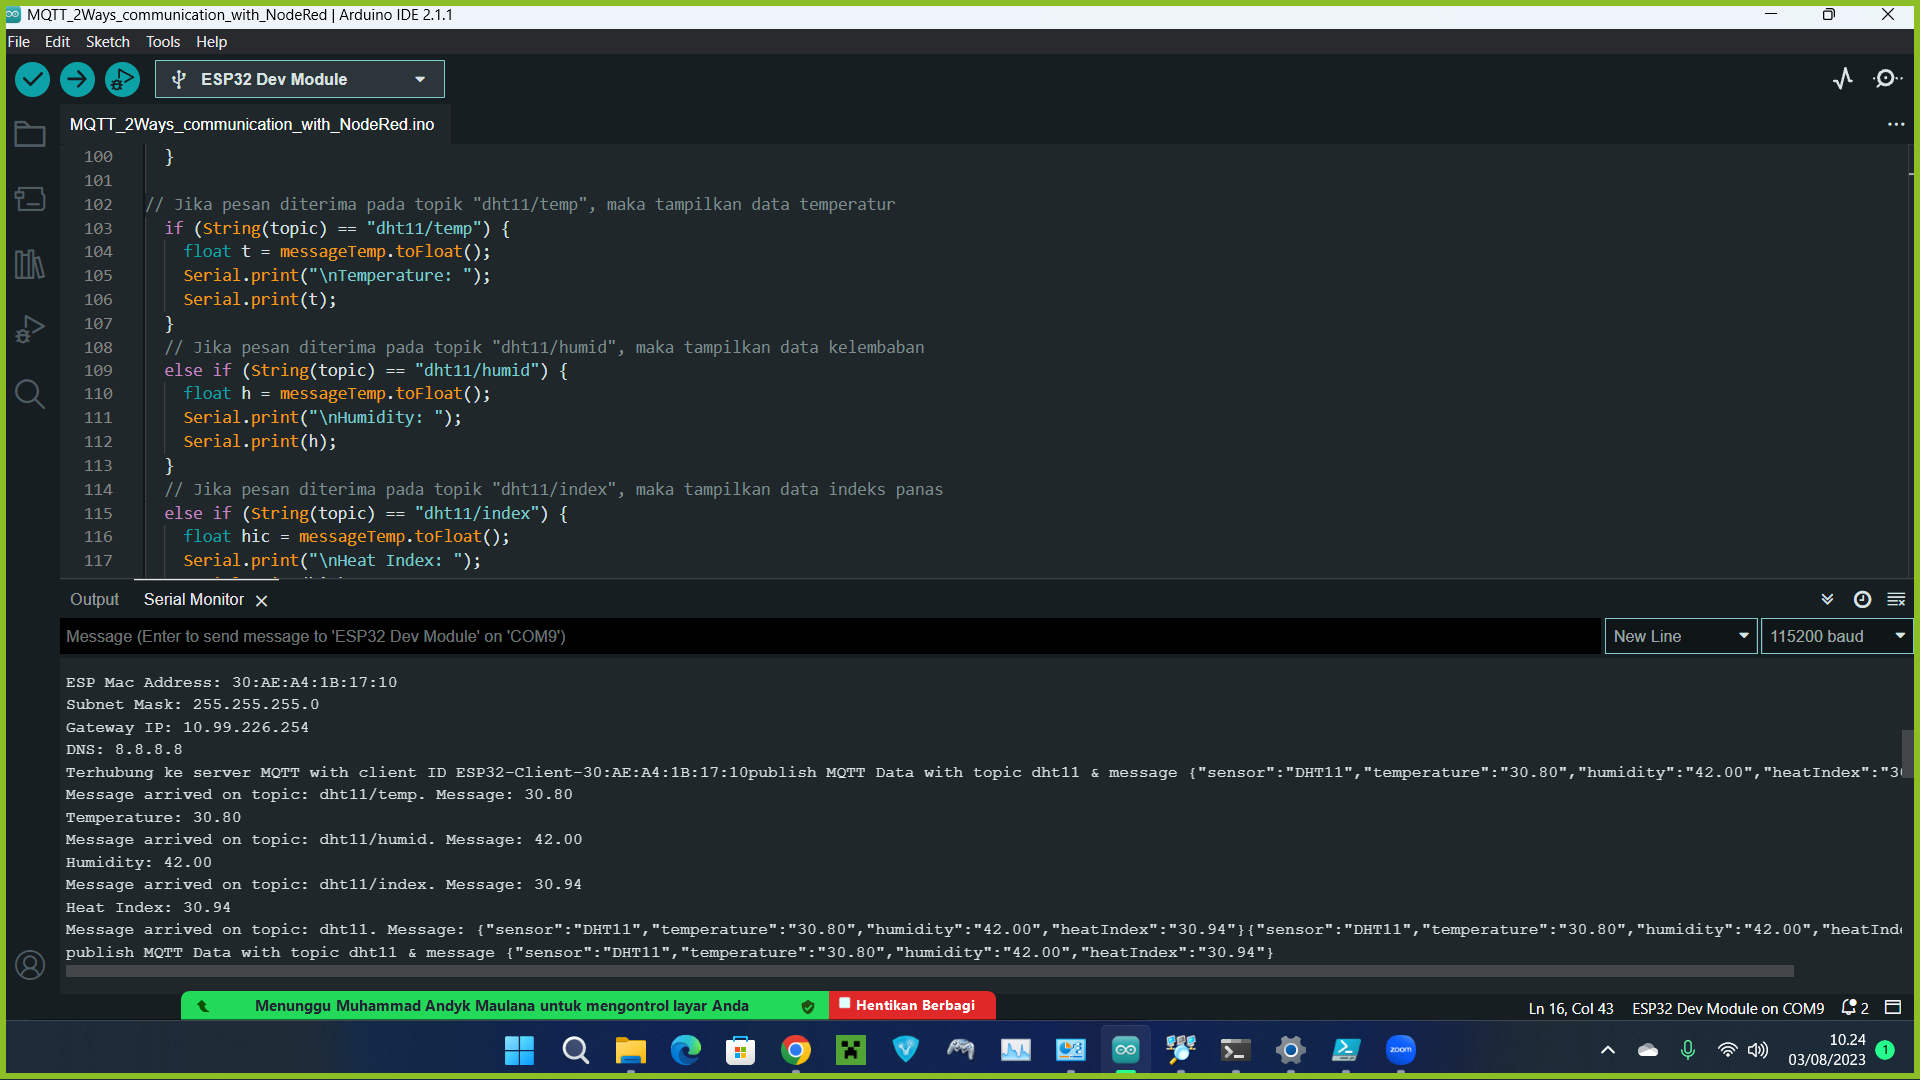 MQTT_2Ways_communication_with_NodeRed | Arduino IDE 2.1.1
File Edit Sketch Tools Help
ESP32 Dev Module
MQTT_2Ways_communication_with_NodeRed.ino
100 }
101
102 // Jika pesan diterima pada topik "dht11/temp", maka tampilkan data temperatur
103 if (String(topic) == "dht11/temp") {
104 float t = messageTemp.toFloat();
105 Serial.print("\nTemperature: ");
106 Serial.print(t);
107 }
108 // Jika pesan diterima pada topik "dht11/humid", maka tampilkan data kelembaban
109 else if (String(topic) == "dht11/humid") {
110 float h = messageTemp.toFloat();
111 Serial.print("\nHumidity: ");
112 Serial.print(h);
113 }
114 // Jika pesan diterima pada topik "dht11/index", maka tampilkan data indeks panas
115 else if (String(topic) == "dht11/index") {
116 float hic = messageTemp.toFloat();
117 Serial.print("\nHeat Index: ");
Output Serial Monitor
Message (Enter to send message to 'ESP32 Dev Module' on 'COM9')
New Line
115200 baud
ESP Mac Address: 30:AE:A4:1B:17:10
Subnet Mask: 255.255.255.0
Gateway IP: 10.99.226.254
DNS: 8.8.8.8
Terhubung ke server MQTT with client ID ESP32-Client-30:AE:A4:1B:17:10publish MQTT Data with topic dht11 & message {"sensor":"DHT11","temperature":"30.80","humidity":"42.00","heatIndex":"30
Message arrived on topic: dht11/temp. Message: 30.80
Temperature: 30.80
Message arrived on topic: dht11/humid. Message: 42.00
Humidity: 42.00
Message arrived on topic: dht11/index. Message: 30.94
Heat Index: 30.94
Message arrived on topic: dht11. Message: {"sensor":"DHT11","temperature":"30.80","humidity":"42.00","heatIndex":"30.94"}{"sensor":"DHT11","temperature":"30.80","humidity":"42.00","heatInd
publish MQTT Data with topic dht11 & message {"sensor":"DHT11","temperature":"30.80","humidity":"42.00","heatIndex":"30.94"}
Menunggu Muhammad Andyk Maulana untuk mengontrol layar Anda
Hentikan Berbagi
Ln 16, Col 43 ESP32 Dev Module on COM9 2
zoom
10.24
03/08/2023
1